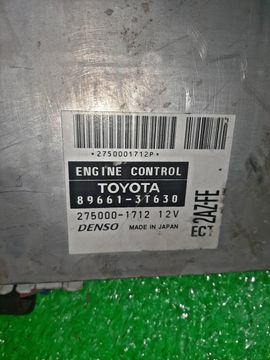 *2750001712P*
ENGINE CONTROL
TOYOTA
89661-3T630
275000-1712 12V
DENSO MADE IN JAPAN
2AZ-FE
ECT